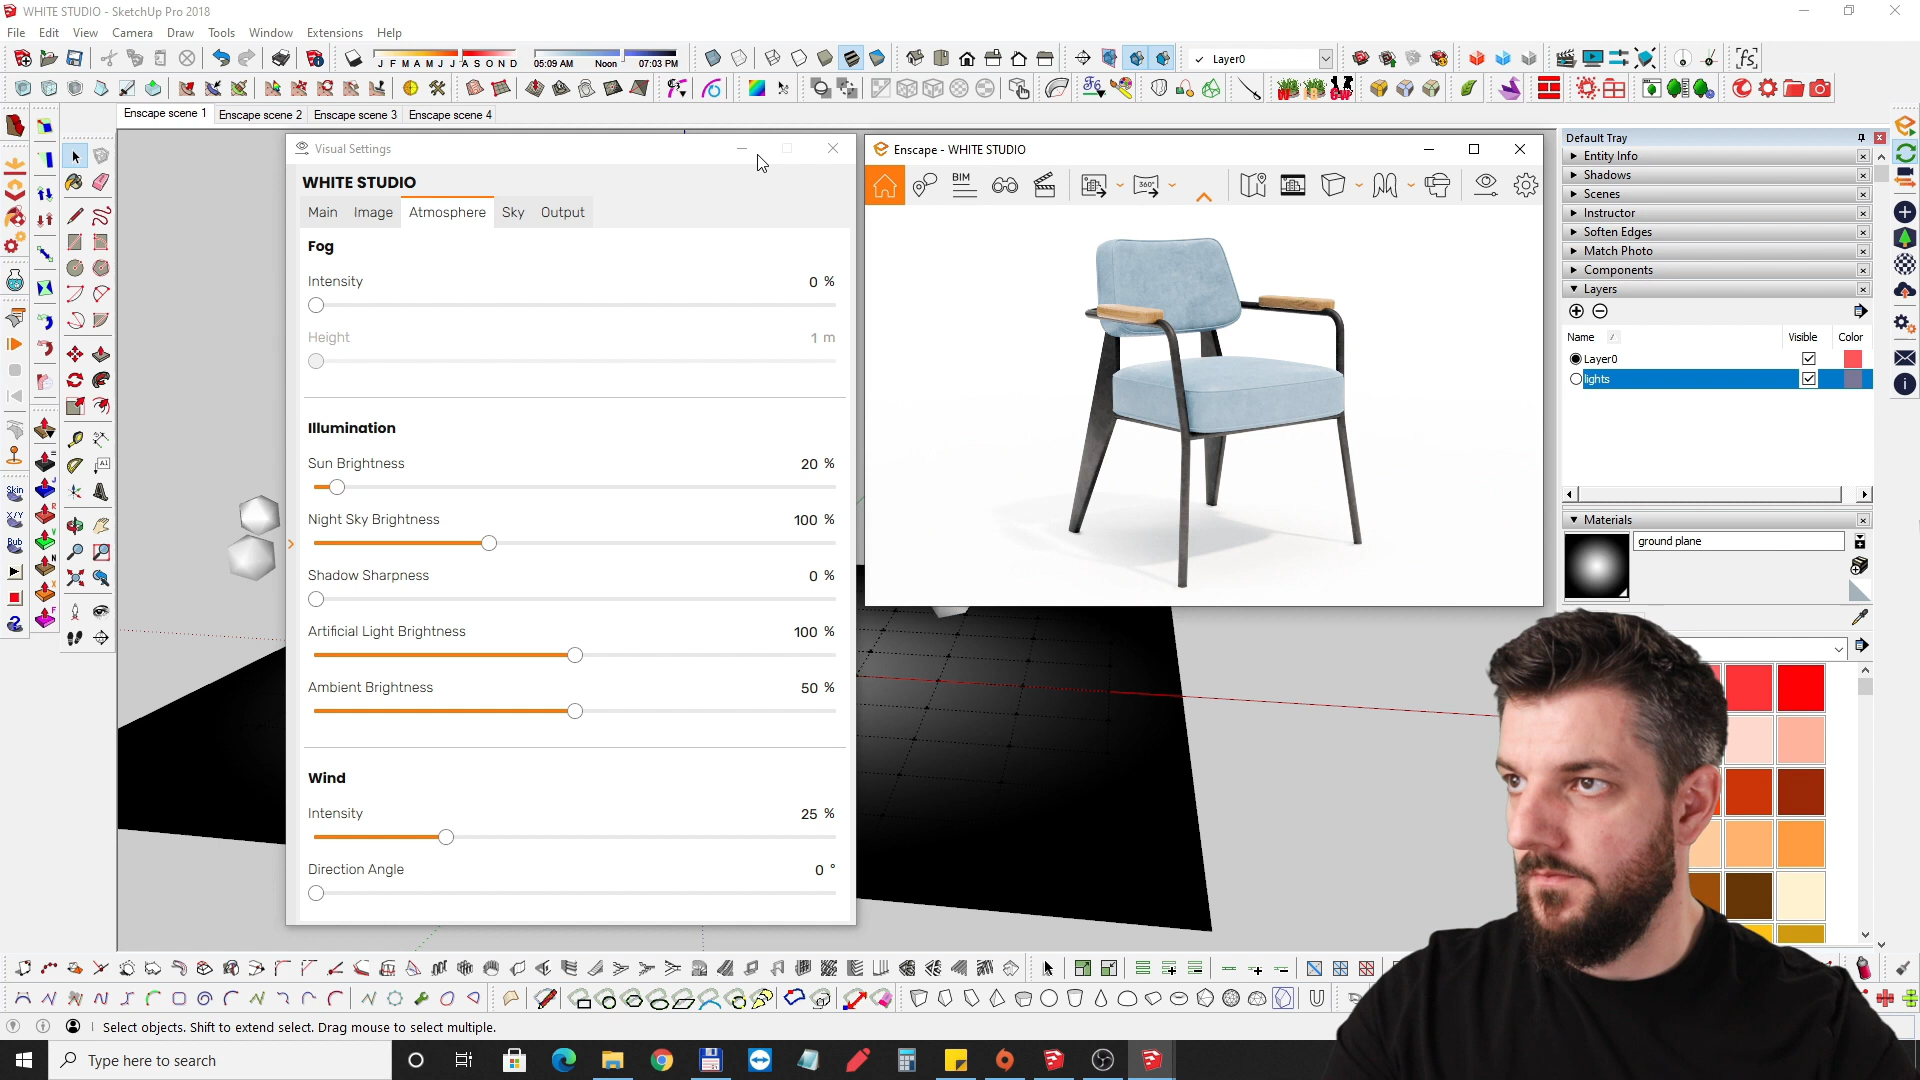 WHITE STUDIO - SketchUp Pro 2018
File Edit View Camera Draw Tools Window Extensions Help
J F M A M J J A S O N D
05:09 AM Noon 07:03 PM
Layer0
Enscape scene 1 Enscape scene 2 Enscape scene 3 Enscape scene 4
Visual Settings
WHITE STUDIO
Main Image Atmosphere Sky Output
Fog
Intensity 0 %
Height 1 m
Illumination
Sun Brightness 20 %
Night Sky Brightness 100 %
Shadow Sharpness 0 %
Artificial Light Brightness 100 %
Ambient Brightness 50 %
Wind
Intensity 25 %
Direction Angle 0 °
Enscape - WHITE STUDIO
BIM
360°
Default Tray
Entity Info
Shadows
Scenes
Instructor
Soften Edges
Match Photo
Components
Layers
Name Visible Color
Layer0
lights
Materials
ground plane
Skin
X/Y
Bub
Select objects. Shift to extend select. Drag mouse to select multiple.
Type here to search